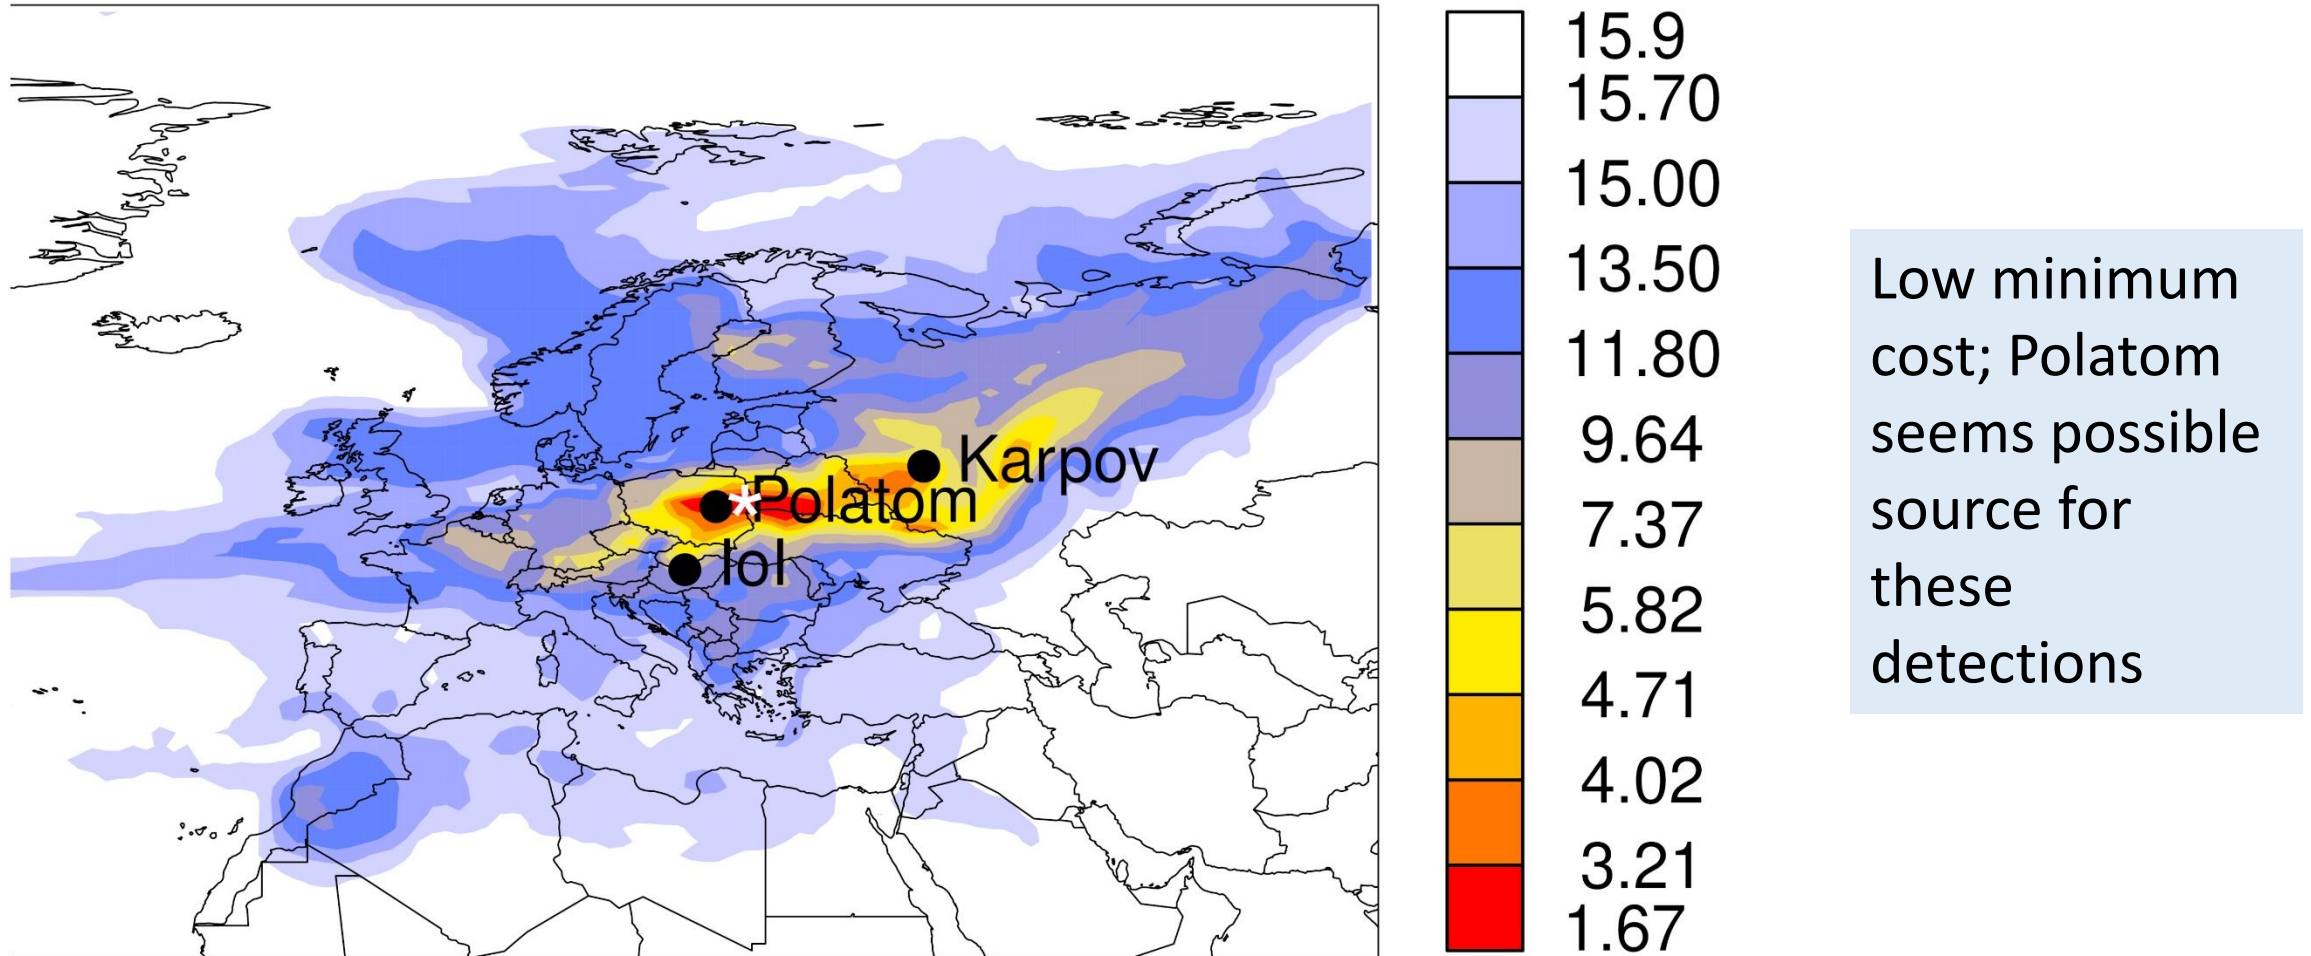 15.9
15.70
15.00
13.50
11.80
9.64
7.37
5.82
4.71
4.02
3.21
1.67
Karpov
*Polatom
IoI
Low minimum
cost; Polatom
seems possible
source for
these
detections